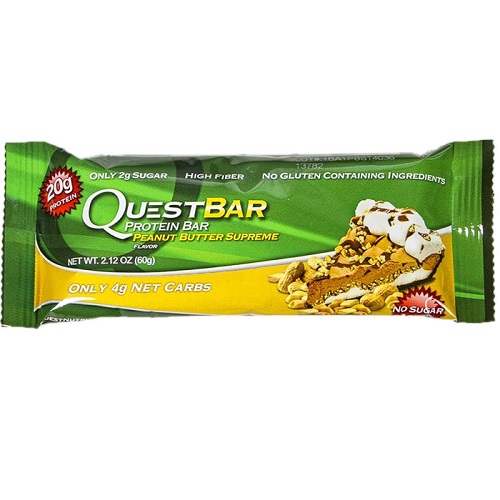 13782
20g
PROTEIN
ONLY 2g SUGAR HIGH FIBER NO GLUTEN CONTAINING INGREDIENTS
QUESTBAR
PROTEIN BAR
PEANUT BUTTER SUPREME
FLAVOR
NET WT. 2.12 OZ (60g)
ONLY 4g NET CARBS
NO SUGAR